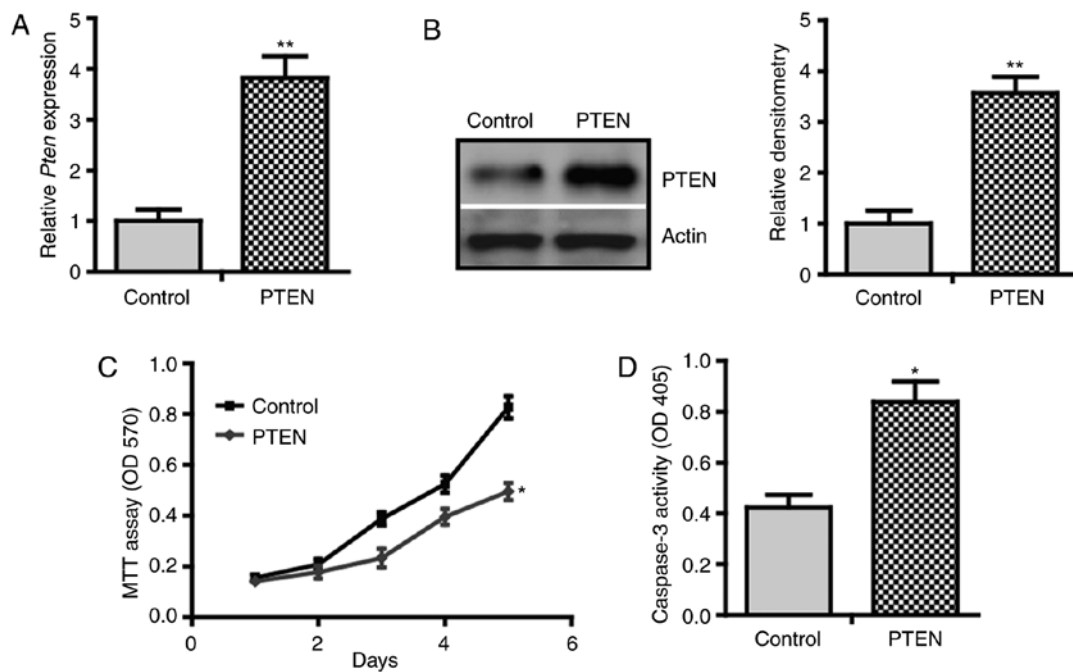 A
Relative Pten expression
5
4
3
2
1
0
**
Control
PTEN
B
Control PTEN
PTEN
Actin
Relative densitometry
5
4
3
2
1
0
**
Control
PTEN
C
MTT assay (OD 570)
1.0
0.8
0.6
0.4
0.2
0.0
Control
PTEN
*
0
2
4
6
Days
D
Caspase-3 activity (OD 405)
1.0
0.8
0.6
0.4
0.2
0.0
*
Control
PTEN